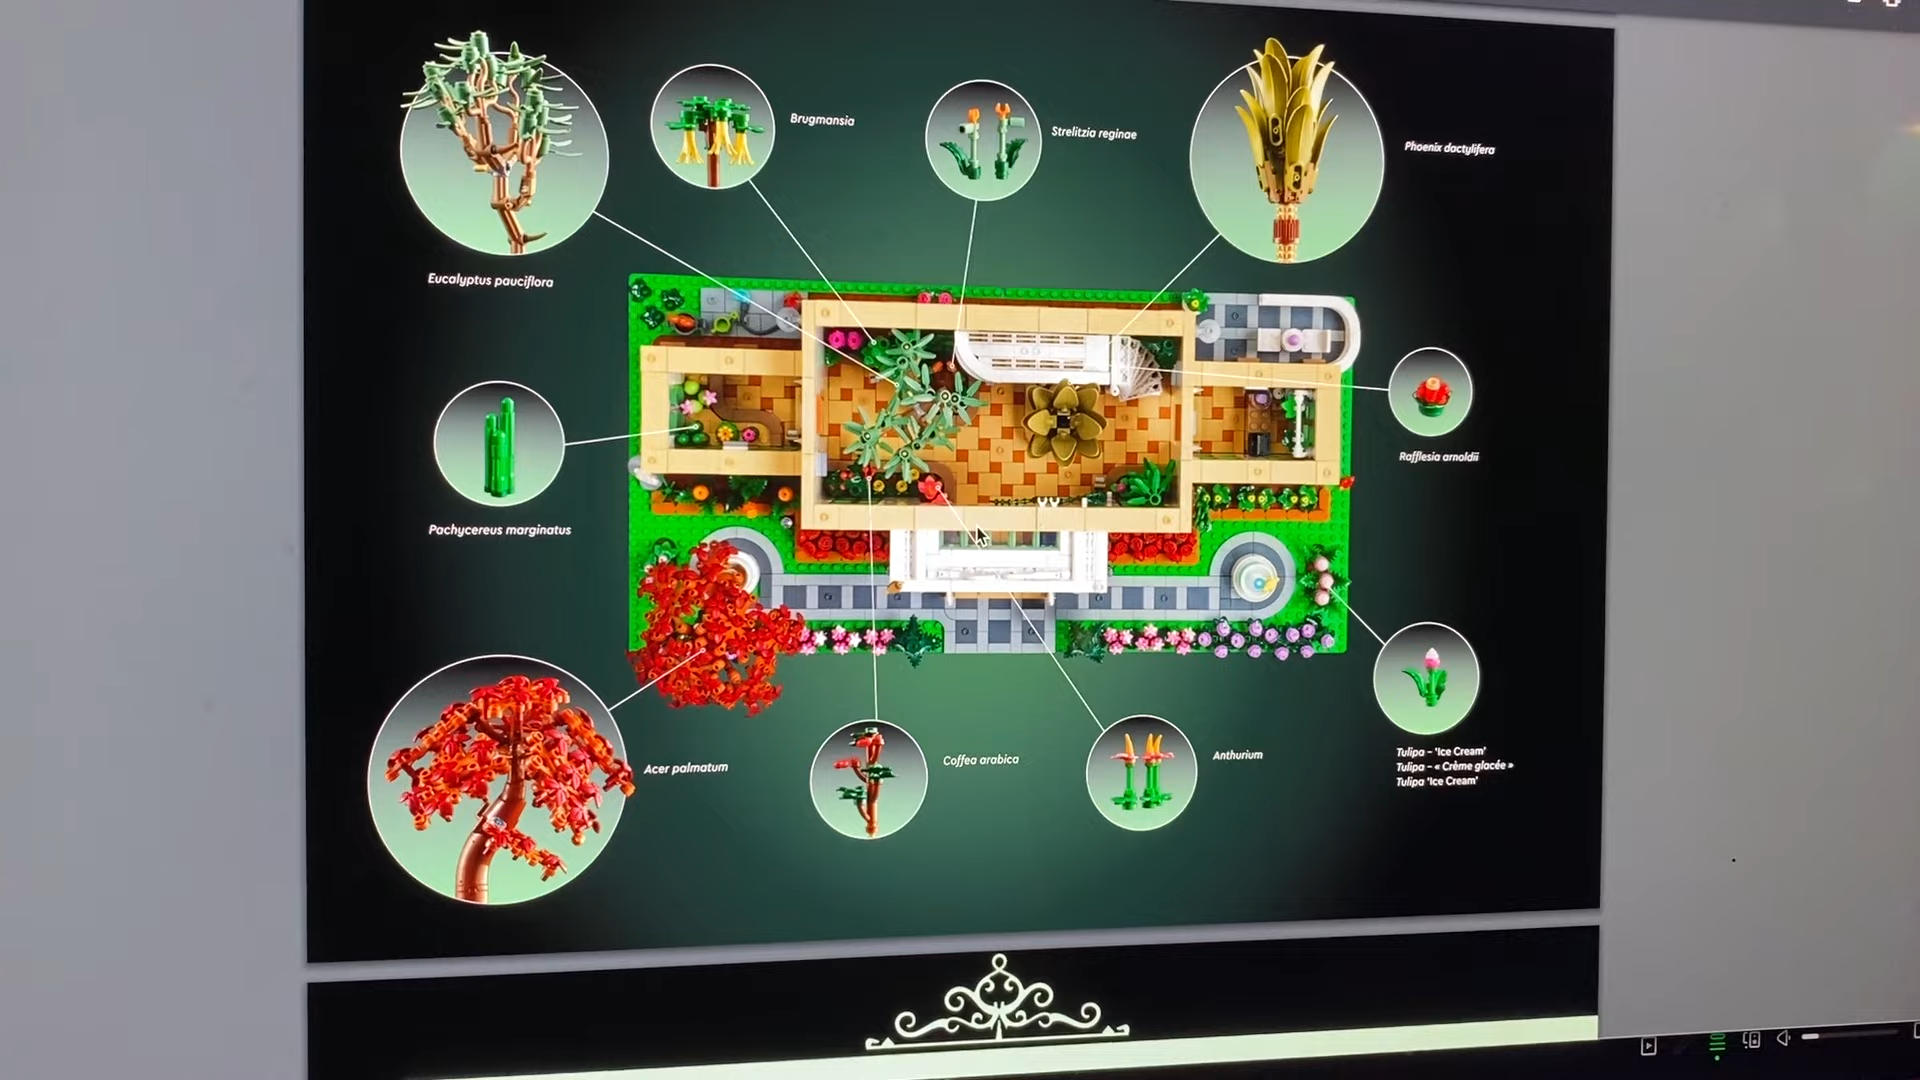 Brugmansia
Strelitzia reginae
Phoenix dactylifera
Eucalyptus pauciflora
Rafflesia arnoldii
Pachycereus marginatus
Acer palmatum
Coffea arabica
Anthurium
Tulipa – 'Ice Cream'
Tulipa – « Crème glacée »
Tulipa 'Ice Cream'